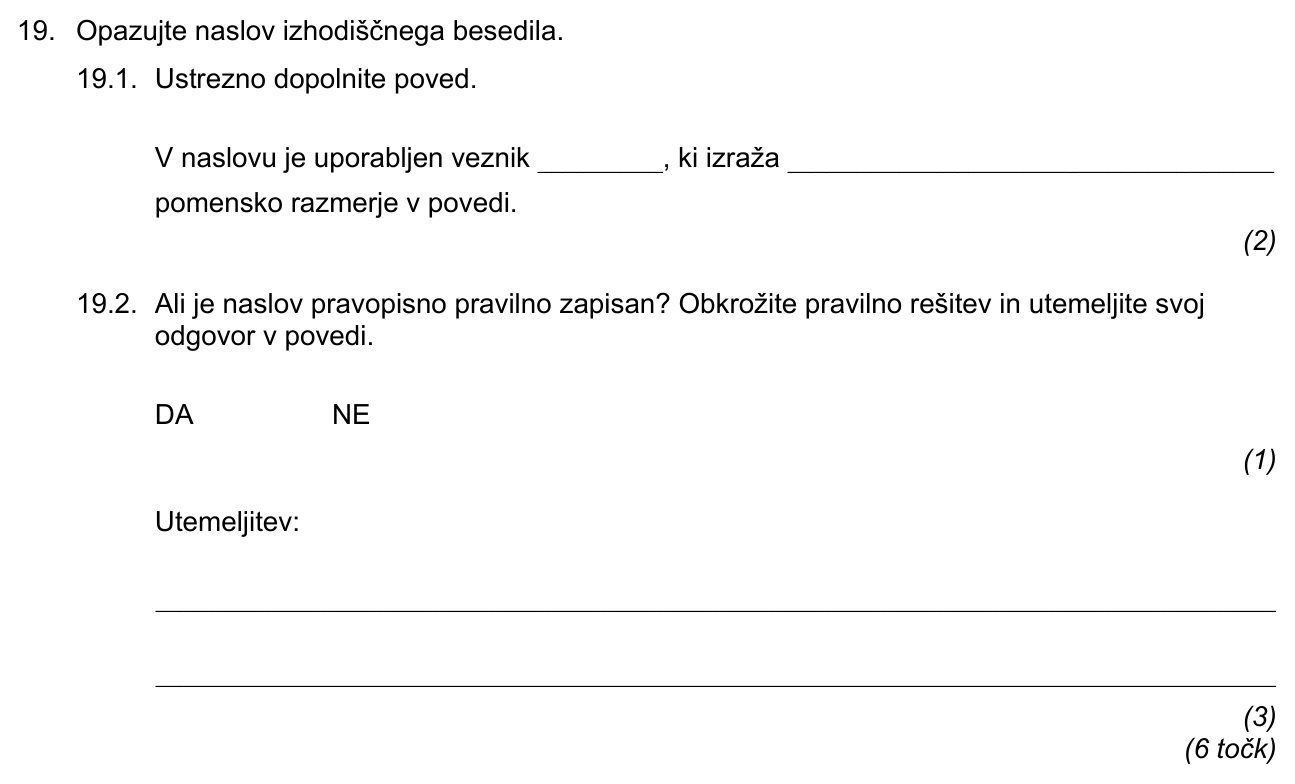 19. Opazujte naslov izhodiščnega besedila.
19.1. Ustrezno dopolnite poved.
V naslovu je uporabljen veznik ________, ki izraža ________________________________
pomensko razmerje v povedi.
(2)
19.2. Ali je naslov pravopisno pravilno zapisan? Obkrožite pravilno rešitev in utemeljite svoj
odgovor v povedi.
DA NE
(1)
Utemeljitev:
(3)
(6 točk)